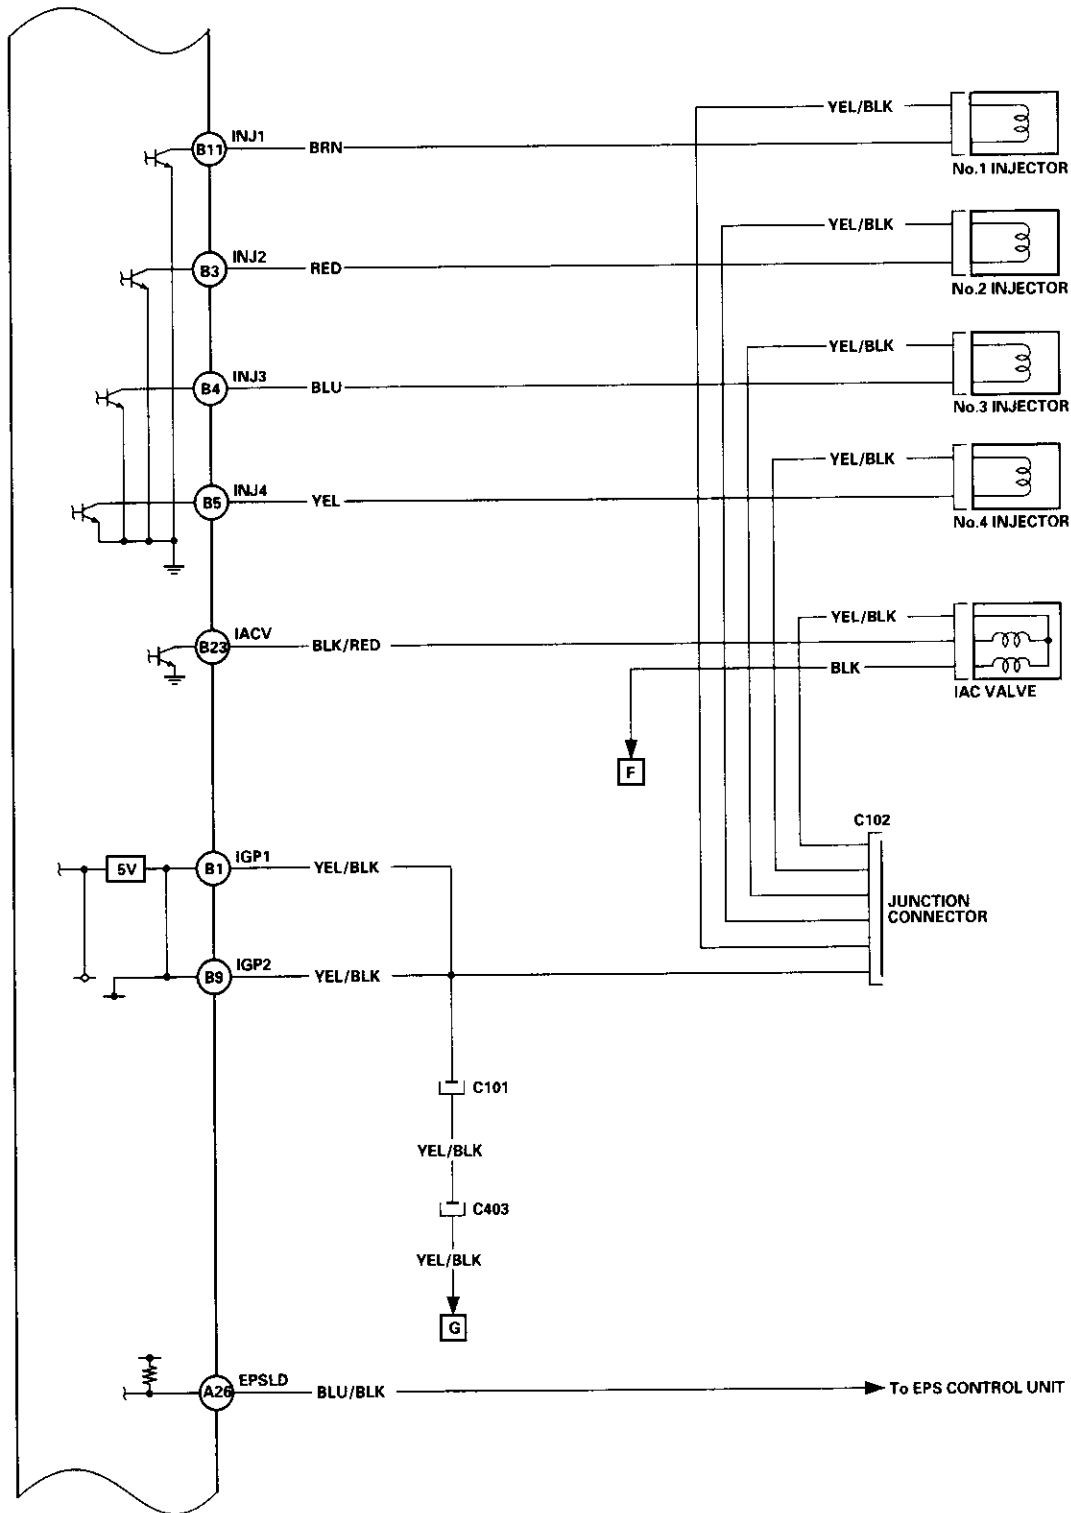 YEL/BLK
INJ1
B11
BRN
No.1 INJECTOR
YEL/BLK
INJ2
B3
RED
No.2 INJECTOR
YEL/BLK
INJ3
B4
BLU
No.3 INJECTOR
YEL/BLK
INJ4
B5
YEL
No.4 INJECTOR
YEL/BLK
IACV
B23
BLK/RED
BLK
IAC VALVE
F
C102
IGP1
5V
B1
YEL/BLK
JUNCTION
CONNECTOR
IGP2
B9
YEL/BLK
C101
YEL/BLK
C403
YEL/BLK
G
EPSLD
A26
BLU/BLK
To EPS CONTROL UNIT